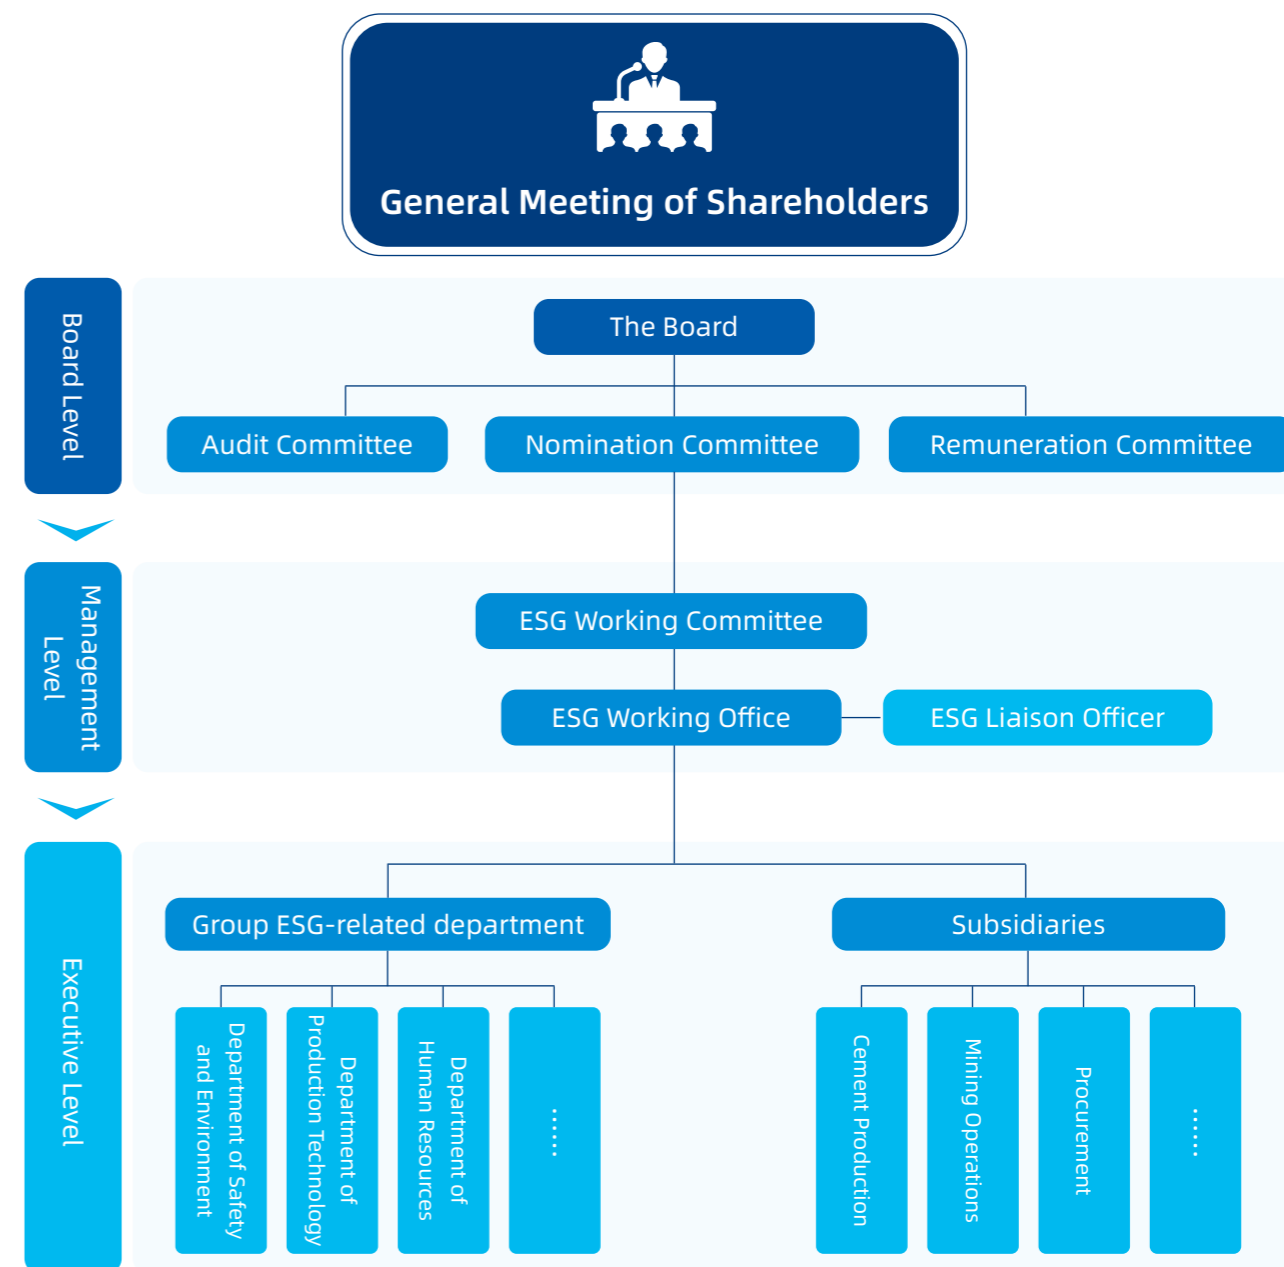 General Meeting of Shareholders
Board Level
The Board
Audit Committee
Nomination Committee
Remuneration Committee
Management
Level
ESG Working Committee
ESG Working Office
ESG Liaison Officer
Executive Level
Group ESG-related department
Subsidiaries
Department of Safety
and Environment
Department of
Production Technology
Department of
Human Resources
......
Cement Production
Mining Operations
Procurement
......